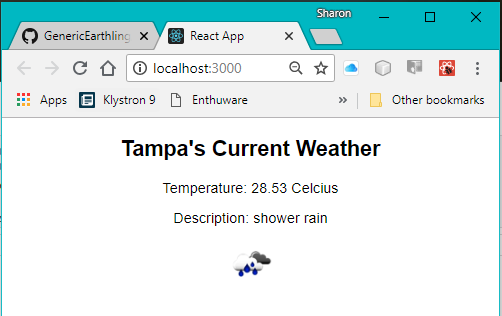 Sharon
GenericEarthling
React App
localhost:3000
Apps
Klystron 9
Enthuware
Other bookmarks
Tampa's Current Weather
Temperature: 28.53 Celcius
Description: shower rain